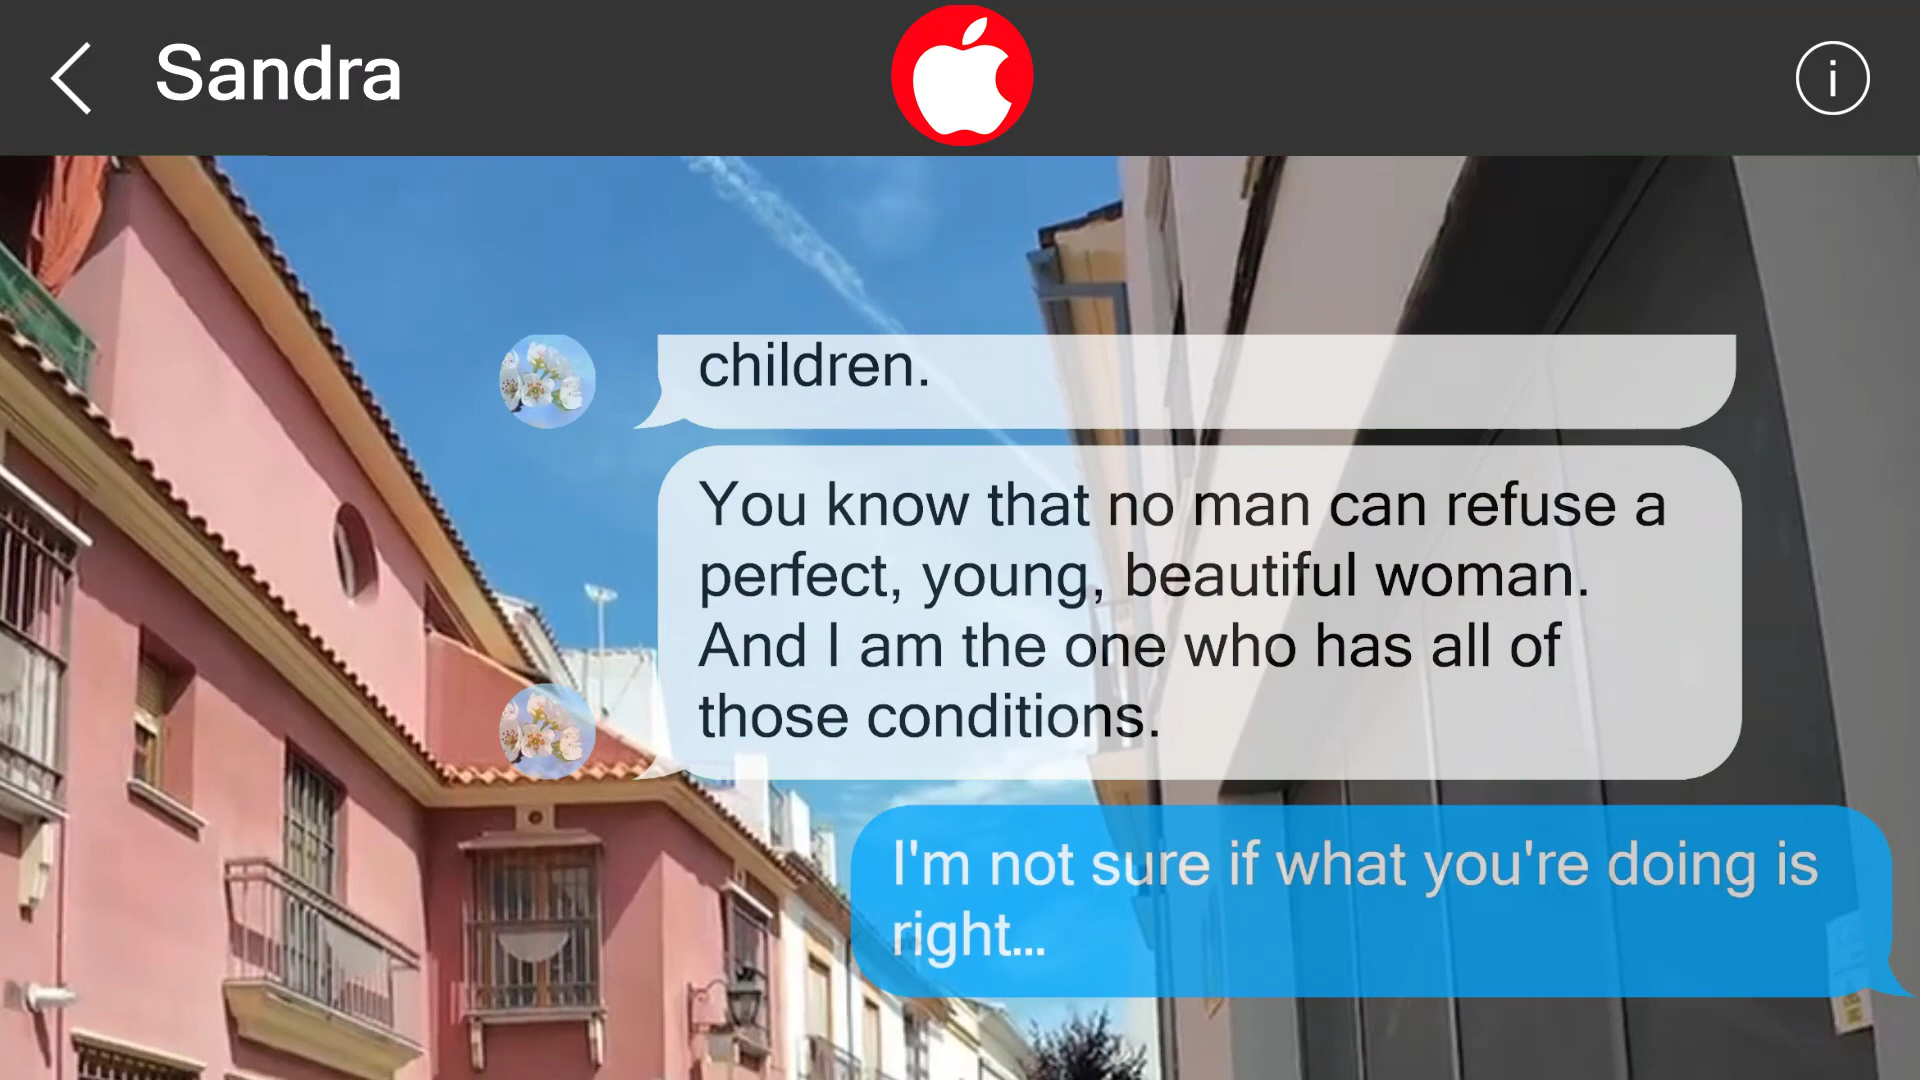 Sandra
children.
You know that no man can refuse a
perfect, young, beautiful woman.
And I am the one who has all of
those conditions.
I'm not sure if what you're doing is
right...